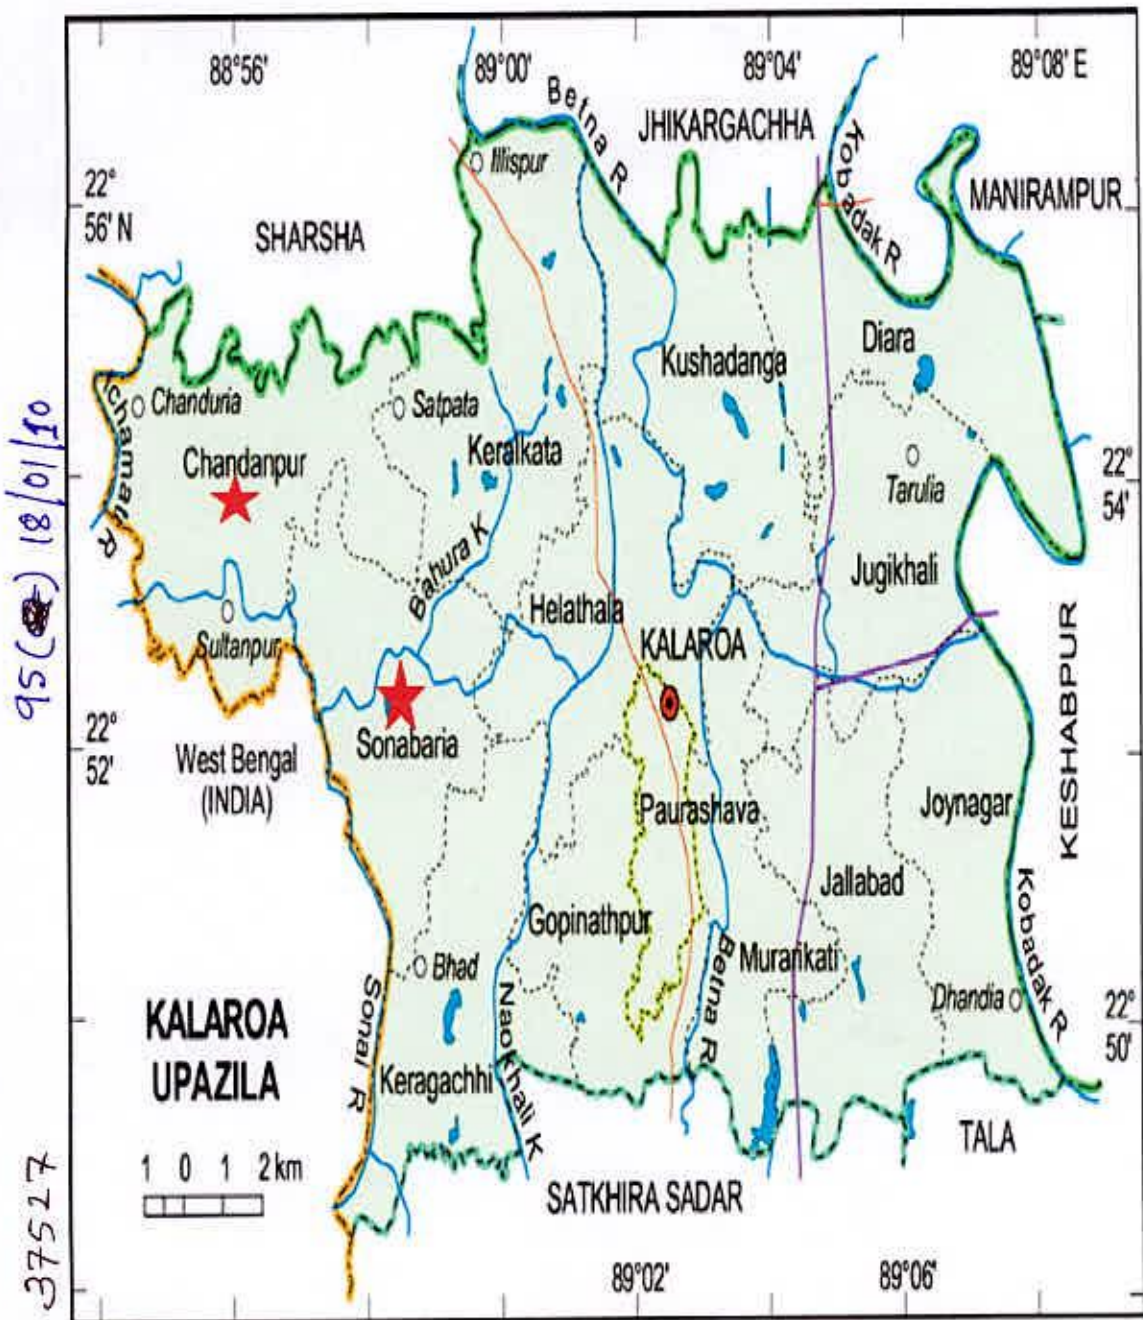 88°56'
89°00'
89°04'
89°08' E
Betna R
JHIKARGACHHA
Kobadak R
MANIRAMPUR
Illispur
22°
56' N
SHARSHA
Diara
Kushadanga
Ichamati R
Chanduria
Satpata
Chandanpur
Keralkata
Tarulia
22°
54'
Bahura K
Jugikhali
Helathala
Sultanpur
KALAROA
KESHABPUR
22°
52'
Sonabaria
West Bengal
(INDIA)
Paurashava
Joynagar
Jallabad
Gopinathpur
Kobadak R
Betna R
Murarikati
Bhad
Dhandia
22°
50'
Sonai R
Naokhali K
KALAROA
UPAZILA
Keragachhi
TALA
1 0 1 2 km
SATKHIRA SADAR
89°02'
89°06'
18/01/10
37527